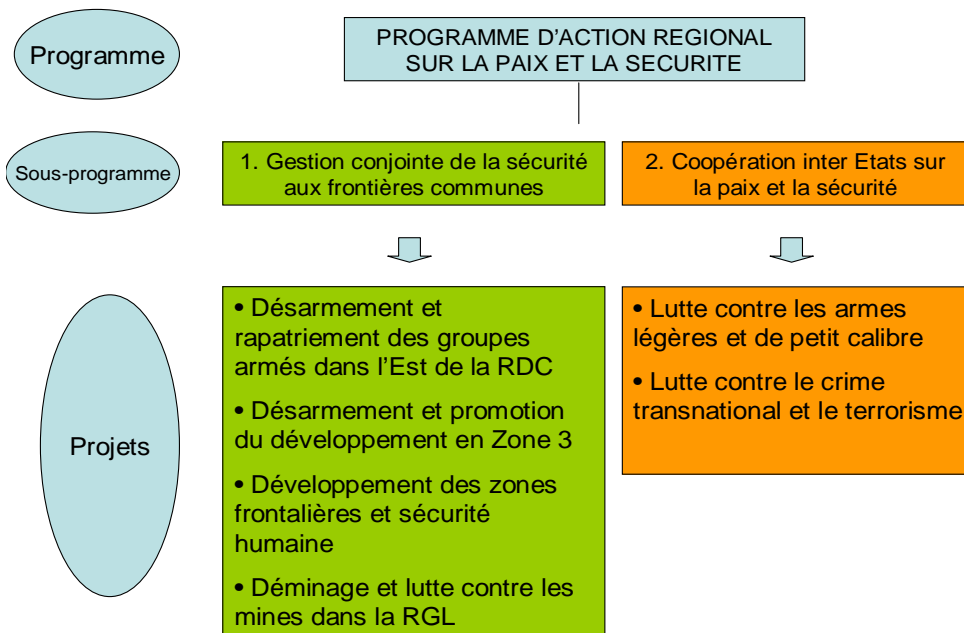 Programme
PROGRAMME D'ACTION REGIONAL
SUR LA PAIX ET LA SECURITE
Sous-programme
1. Gestion conjointe de la sécurité
aux frontières communes
2. Coopération inter Etats sur
la paix et la sécurité
Projets
• Désarmement et
rapatriement des groupes
armés dans l'Est de la RDC
• Désarmement et promotion
du développement en Zone 3
• Développement des zones
frontalières et sécurité
humaine
• Déminage et lutte contre les
mines dans la RGL
• Lutte contre les armes
légères et de petit calibre
• Lutte contre le crime
transnational et le terrorisme